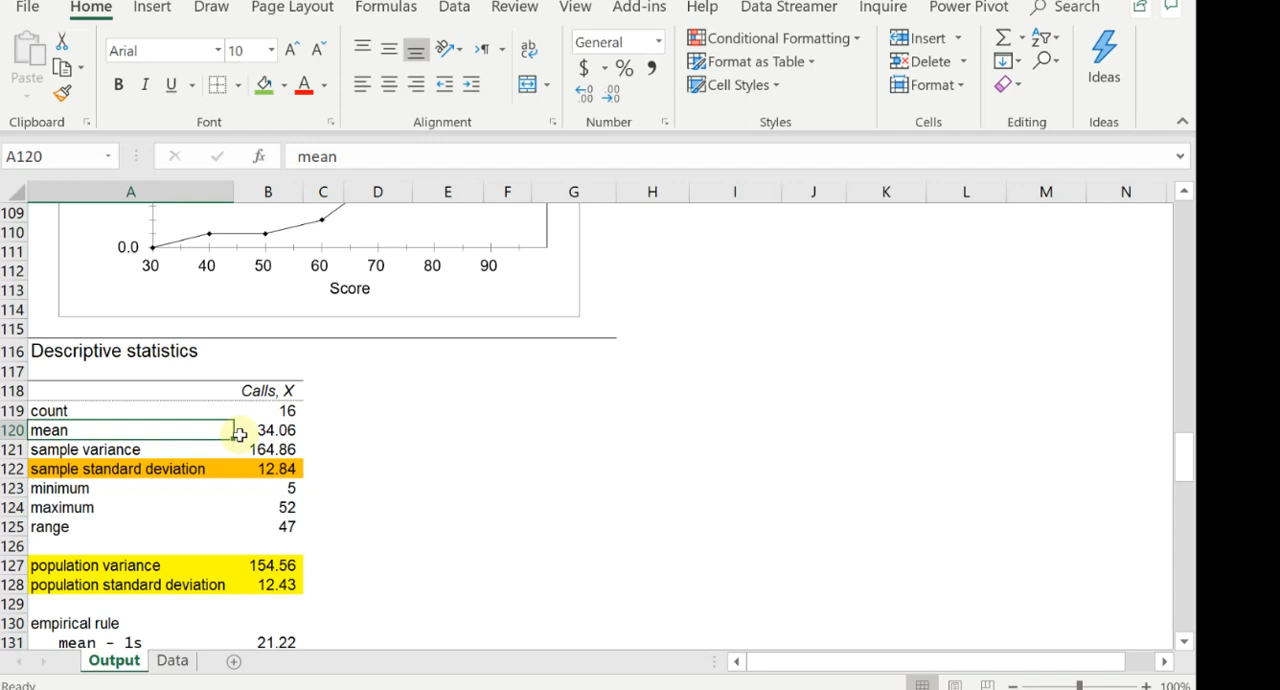 File Home Insert Draw Page Layout Formulas Data Review View Add-ins Help Data Streamer Inquire Power Pivot Search
Paste
Arial 10 A A
General
Conditional Formatting
Format as Table
Cell Styles
Insert
Delete
Format
Ideas
B I U A
$ % 9
Clipboard Font Alignment Number Styles Cells Editing Ideas
A120 fx mean
A B C D E F G H I J K L M N
109
110
111 0.0
112 30 40 50 60 70 80 90
113 Score
114
115
116 Descriptive statistics
117
118 Calls, X
119 count 16
120 mean 34.06
121 sample variance 164.86
122 sample standard deviation 12.84
123 minimum 5
124 maximum 52
125 range 47
126
127 population variance 154.56
128 population standard deviation 12.43
129
130 empirical rule
131 mean - 1s 21.22
Output Data
Ready 100%